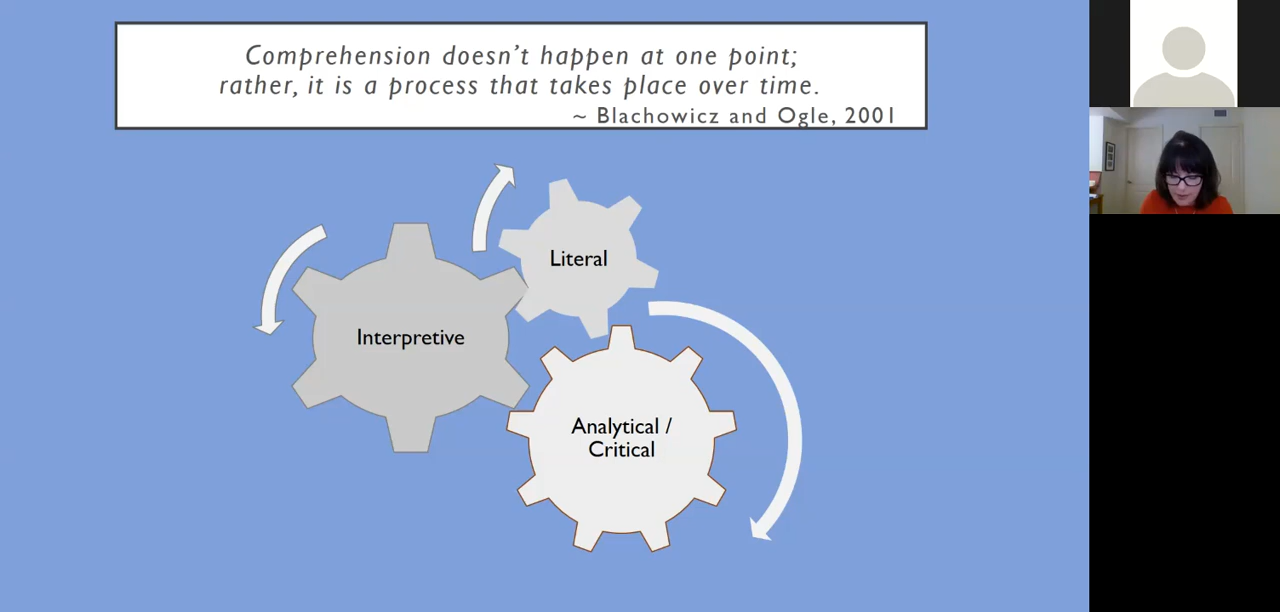 Comprehension doesn't happen at one point;
rather, it is a process that takes place over time.
~ Blachowicz and Ogle, 2001
Literal
Interpretive
Analytical /
Critical